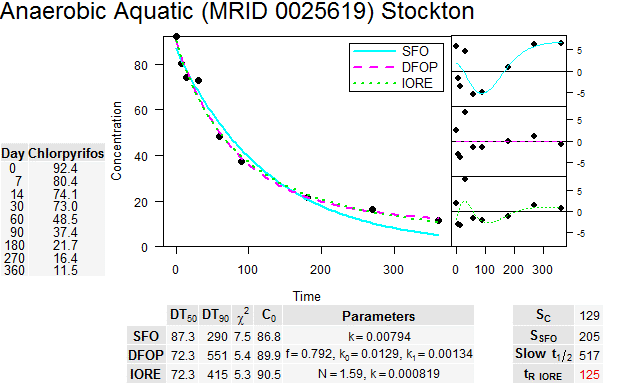 Anaerobic Aquatic (MRID 0025619) Stockton
SFO
DFOP
IORE
Concentration
80
60
40
20
0
0 100 200 300
Time
5
0
-5
5
0
-5
5
0
-5
0 100 200 300
Day Chlorpyrifos
0 92.4
7 80.4
14 74.1
30 73.0
60 48.5
90 37.4
180 21.7
270 16.4
360 11.5
DT50 DT90 χ2 C0 Parameters
SFO 87.3 290 7.5 86.8 k = 0.00794
DFOP 72.3 551 5.4 89.9 f = 0.792, k0 = 0.0129, k1 = 0.00134
IORE 72.3 415 5.3 90.5 N = 1.59, k = 0.000819
SC 129
SSFO 205
Slow t1/2 517
tR IORE 125